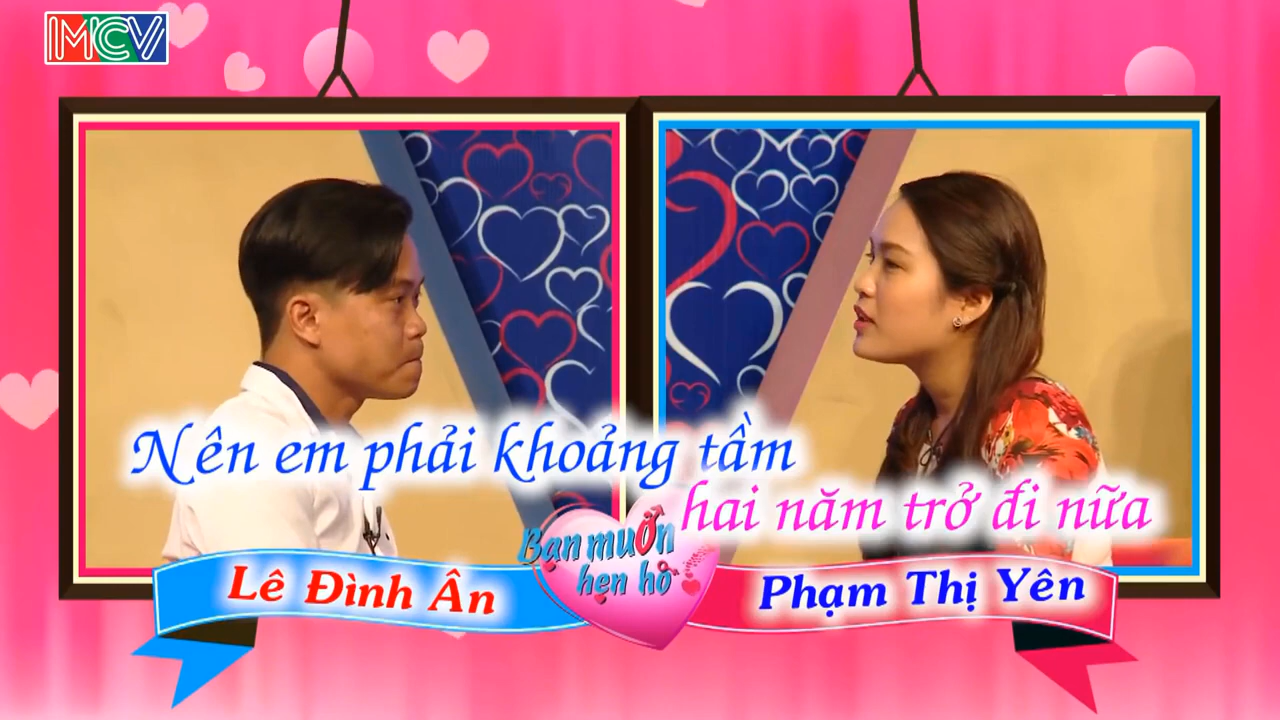 MCV
Nên em phải khoảng tầm
hai năm trở đi nữa
Bạn muốn
hẹn hò
Lê Đình Ân
Phạm Thị Yên